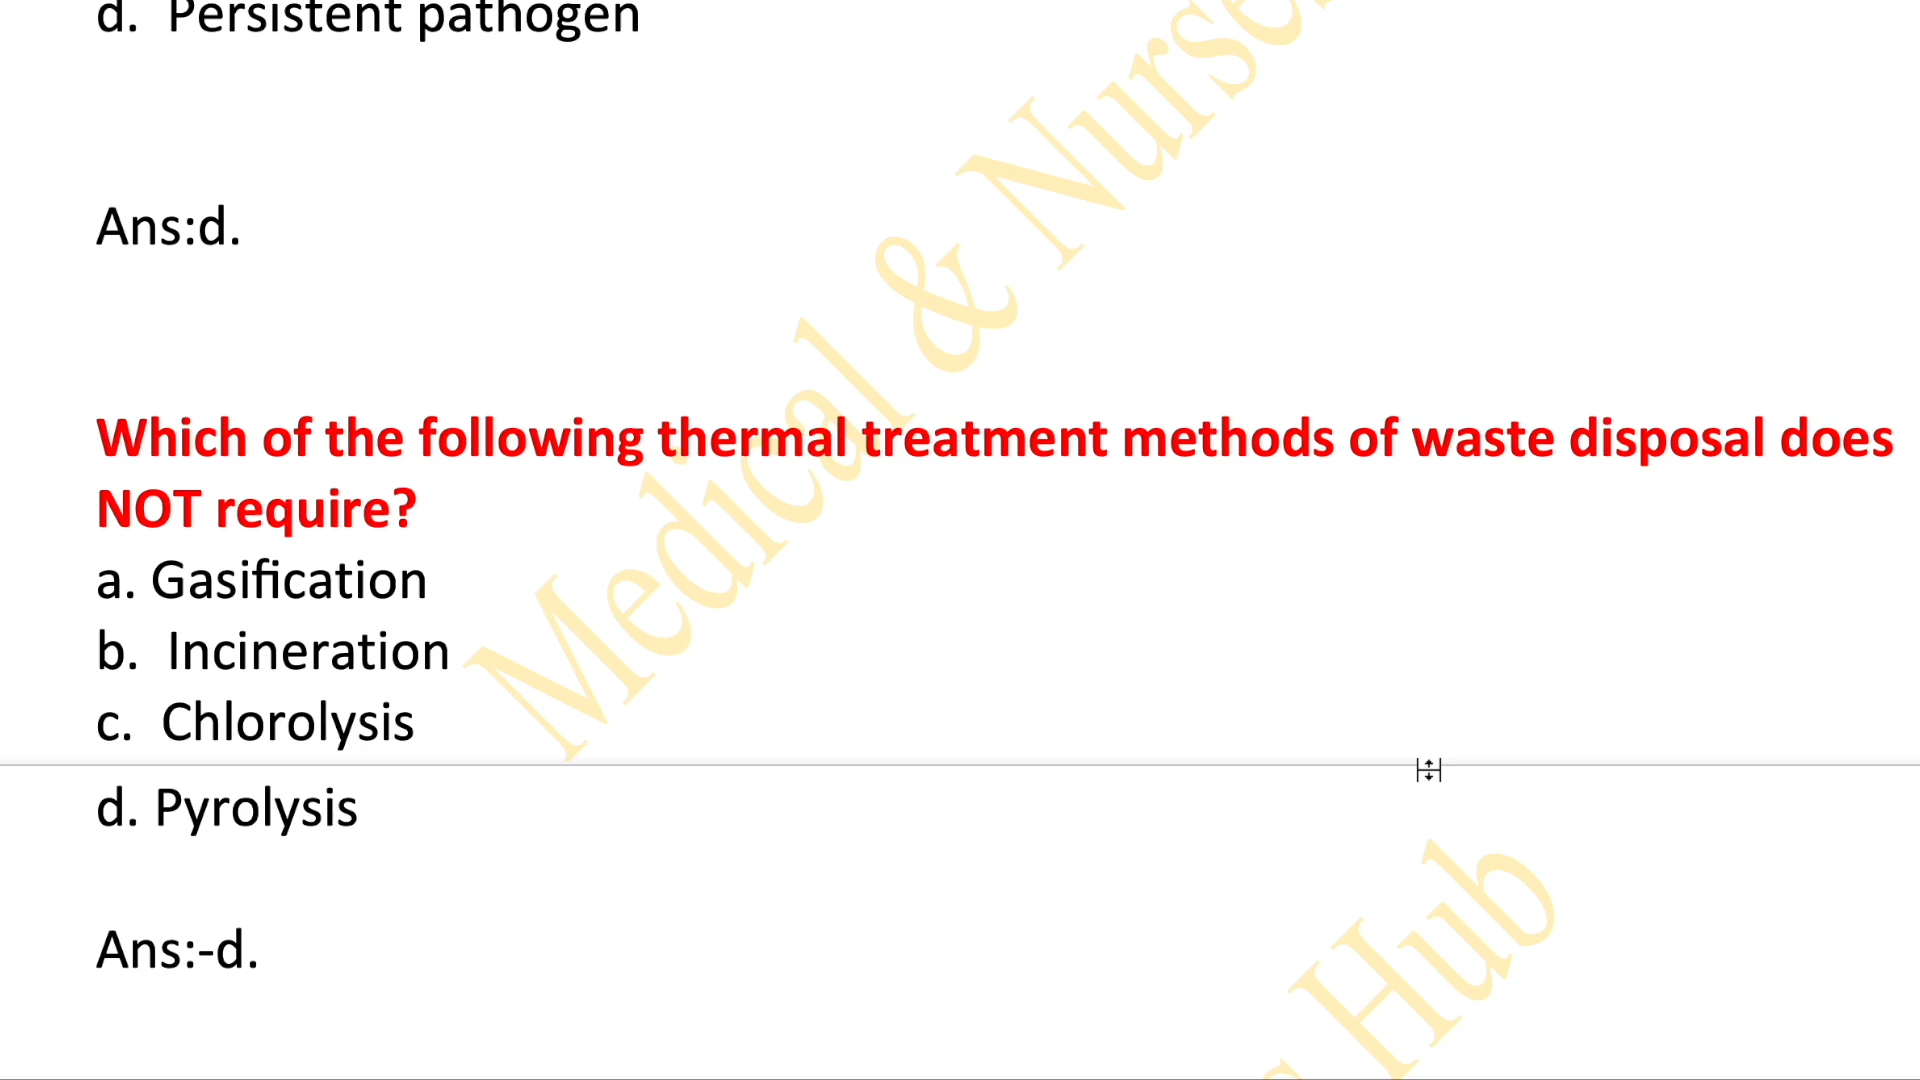 d. Persistent pathogen
Ans:d.
Which of the following thermal treatment methods of waste disposal does
NOT require?
a. Gasification
b. Incineration
c. Chlorolysis
d. Pyrolysis
Ans:-d.
Medical & Nurse
Hub